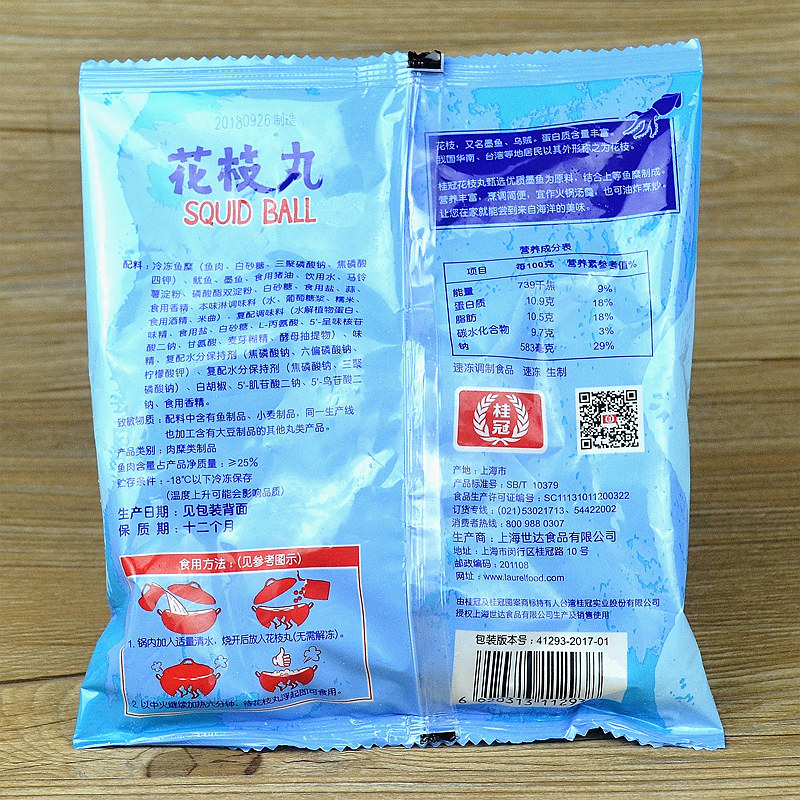 20180926制造
花枝丸
SQUID BALL
配料：冷冻鱼糜（鱼肉、白砂糖、三聚磷酸钠、焦磷酸
四钾）、鱿鱼、墨鱼、食用猪油、饮用水、马铃
薯淀粉、磷酸酯双淀粉、白砂糖、食用盐、蒜、
食用香精、本味淋调味料（水、葡萄糖浆、糯米、
食用酒精、米曲）、复配调味料（水解植物蛋白、
味精、食用盐、白砂糖、L-丙氨酸、5'-呈味核苷
酸二钠、甘氨酸、麦芽糊精、酵母抽提物）、味
精、复配水分保持剂（焦磷酸钠、六偏磷酸钠、
柠檬酸钾）、复配水分保持剂（焦磷酸钠、三聚
磷酸钠）、白胡椒、5'-肌苷酸二钠、5'-鸟苷酸二
钠、食用香精。
致敏物质：配料中含有鱼制品、小麦制品，同一生产线
也加工含有大豆制品的其他丸类产品。
产品类别：肉糜类制品
鱼肉含量占产品净质量：≥25%
贮存条件：-18℃以下冷冻保存
（温度上升可能会影响品质）
生产日期：见包装背面
保 质 期：十二个月
食用方法：（见参考图示）
1. 锅内加入适量清水，烧开后放入花枝丸(无需解冻)。
2. 以中火继续加热六分钟，待花枝丸浮起即可食用。
花枝，又名墨鱼、乌贼。蛋白质含量丰富。
我国华南、台湾等地居民以其外形称之为花枝。
桂冠花枝丸甄选优质墨鱼为原料，结合上等鱼糜制成。
营养丰富，烹调简便，宜作火锅汤羹，也可油炸烹炒。
让您在家就能尝到来自海洋的美味。
营养成分表
项目 每100克 营养素参考值%
能量 739千焦 9%
蛋白质 10.9克 18%
脂肪 10.5克 18%
碳水化合物 9.7克 3%
钠 583毫克 29%
速冻调制食品 速冻 生制
桂冠
产地：上海市
产品标准号：SB/T 10379
食品生产许可证编号：SC11131011200322
订货专线：(021)53021713、54422002
消费者热线：800 988 0307
生产商：上海世达食品有限公司
地址：上海市闵行区桂冠路 10 号
邮政编码：201108
网址：www.laurelfood.com
由桂冠及桂冠图案商标持有人台湾桂冠实业股份有限公司
授权上海世达食品有限公司生产及销售使用
包装版本号：41293-2017-01